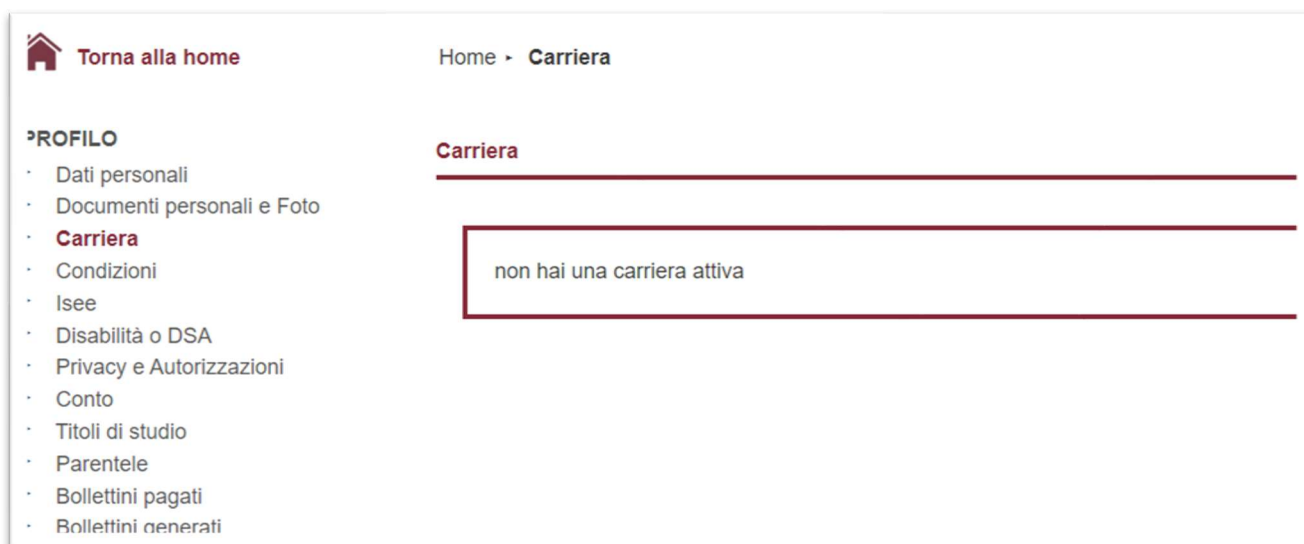 Torna alla home
Home ▸ Carriera
PROFILO
· Dati personali
· Documenti personali e Foto
· Carriera
· Condizioni
· Isee
· Disabilità o DSA
· Privacy e Autorizzazioni
· Conto
· Titoli di studio
· Parentele
· Bollettini pagati
· Bollettini generati
Carriera
non hai una carriera attiva